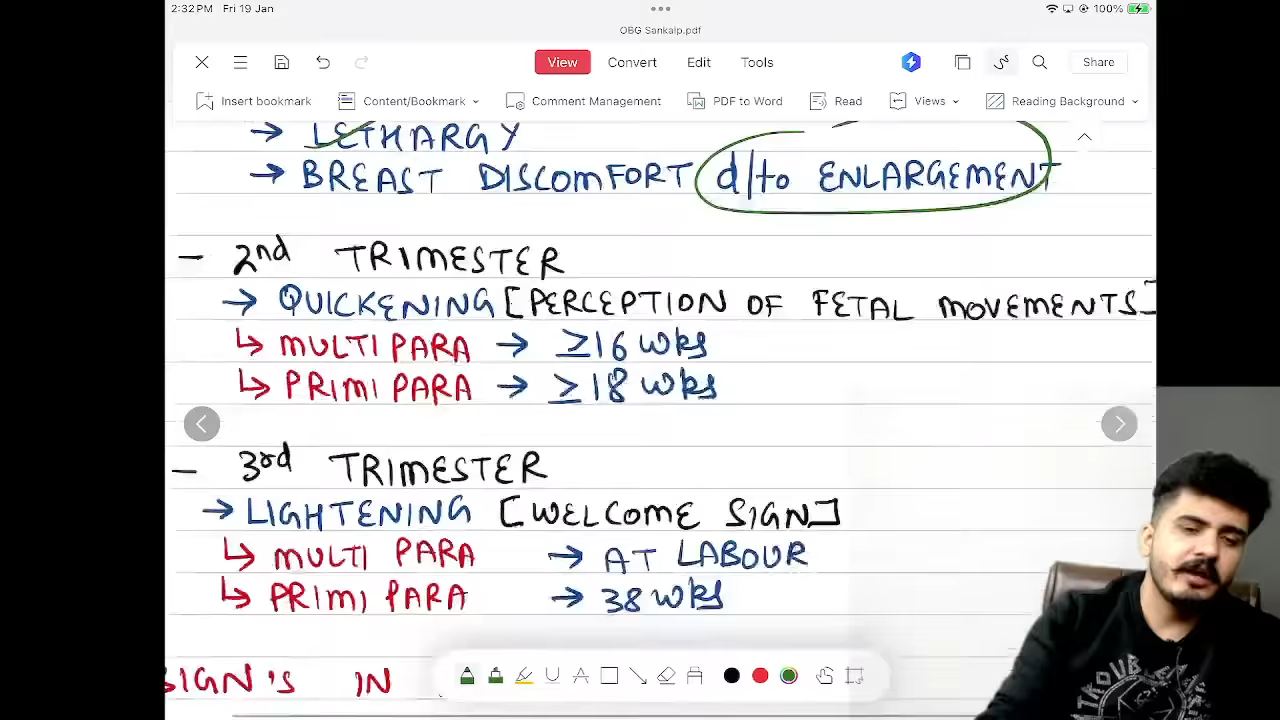 2:32 PM Fri 19 Jan
100%
OBG Sankalp.pdf
View Convert Edit Tools
Share
Insert bookmark Content/Bookmark Comment Management PDF to Word Read Views Reading Background
→ LETHARGY
→ BREAST DISCOMFORT d/to ENLARGEMENT
- 2nd TRIMESTER
→ QUICKENING [PERCEPTION OF FETAL MOVEMENTS]
↳ MULTI PARA → ≥16 wks
↳ PRIMI PARA → ≥18 wks
- 3rd TRIMESTER
→ LIGHTENING [WELCOME SIGN]
↳ MULTI PARA → AT LABOUR
↳ PRIMI PARA → 38 wks
SIGN'S IN